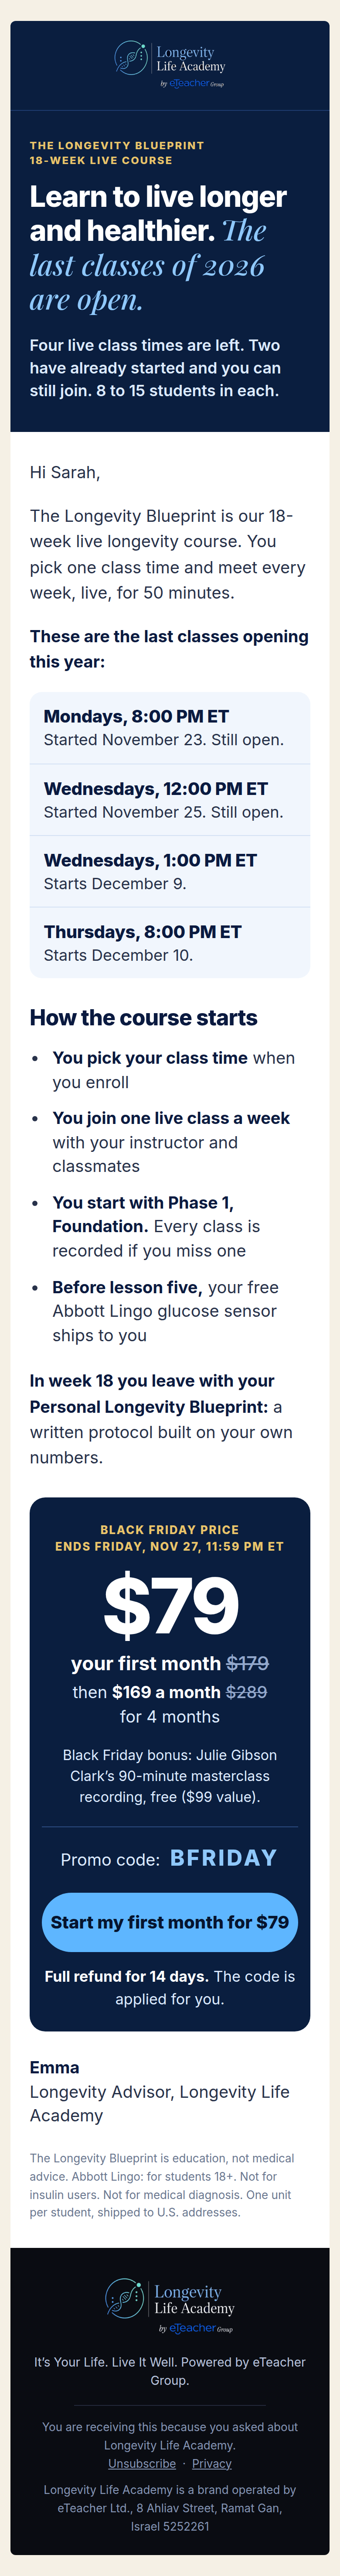 Longevity
Life Academy
by eTeacher Group
THE LONGEVITY BLUEPRINT
18-WEEK LIVE COURSE
Learn to live longer
and healthier. The
last classes of 2026
are open.
Four live class times are left. Two
have already started and you can
still join. 8 to 15 students in each.
Hi Sarah,
The Longevity Blueprint is our 18-
week live longevity course. You
pick one class time and meet every
week, live, for 50 minutes.
These are the last classes opening
this year:
Mondays, 8:00 PM ET
Started November 23. Still open.
Wednesdays, 12:00 PM ET
Started November 25. Still open.
Wednesdays, 1:00 PM ET
Starts December 9.
Thursdays, 8:00 PM ET
Starts December 10.
How the course starts
• You pick your class time when
you enroll
• You join one live class a week
with your instructor and
classmates
• You start with Phase 1,
Foundation. Every class is
recorded if you miss one
• Before lesson five, your free
Abbott Lingo glucose sensor
ships to you
In week 18 you leave with your
Personal Longevity Blueprint: a
written protocol built on your own
numbers.
BLACK FRIDAY PRICE
ENDS FRIDAY, NOV 27, 11:59 PM ET
$79
your first month $179
then $169 a month $289
for 4 months
Black Friday bonus: Julie Gibson
Clark’s 90-minute masterclass
recording, free ($99 value).
Promo code: BFRIDAY
Start my first month for $79
Full refund for 14 days. The code is
applied for you.
Emma
Longevity Advisor, Longevity Life
Academy
The Longevity Blueprint is education, not medical
advice. Abbott Lingo: for students 18+. Not for
insulin users. Not for medical diagnosis. One unit
per student, shipped to U.S. addresses.
Longevity
Life Academy
by eTeacher Group
It’s Your Life. Live It Well. Powered by eTeacher
Group.
You are receiving this because you asked about
Longevity Life Academy.
Unsubscribe · Privacy
Longevity Life Academy is a brand operated by
eTeacher Ltd., 8 Ahliav Street, Ramat Gan,
Israel 5252261